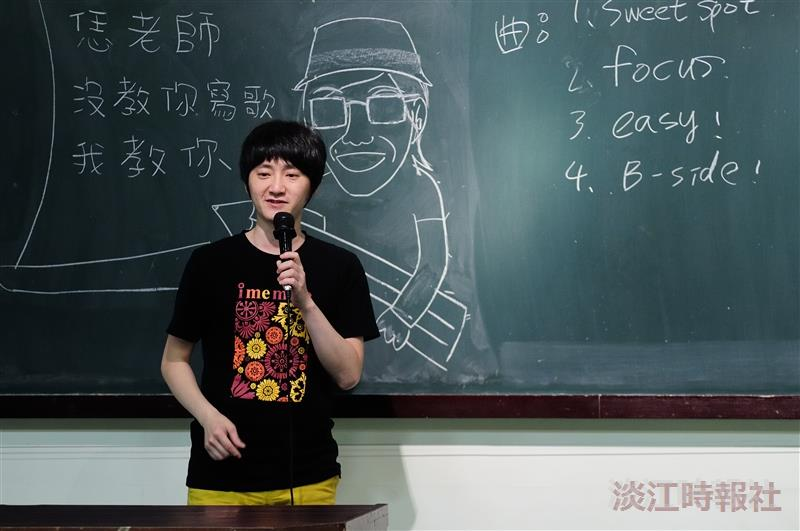 恁老師
沒教你寫歌
我教你
曲:
1. Sweet spot
2. focus.
3. easy!
4. B-side!
imem
淡江時報社